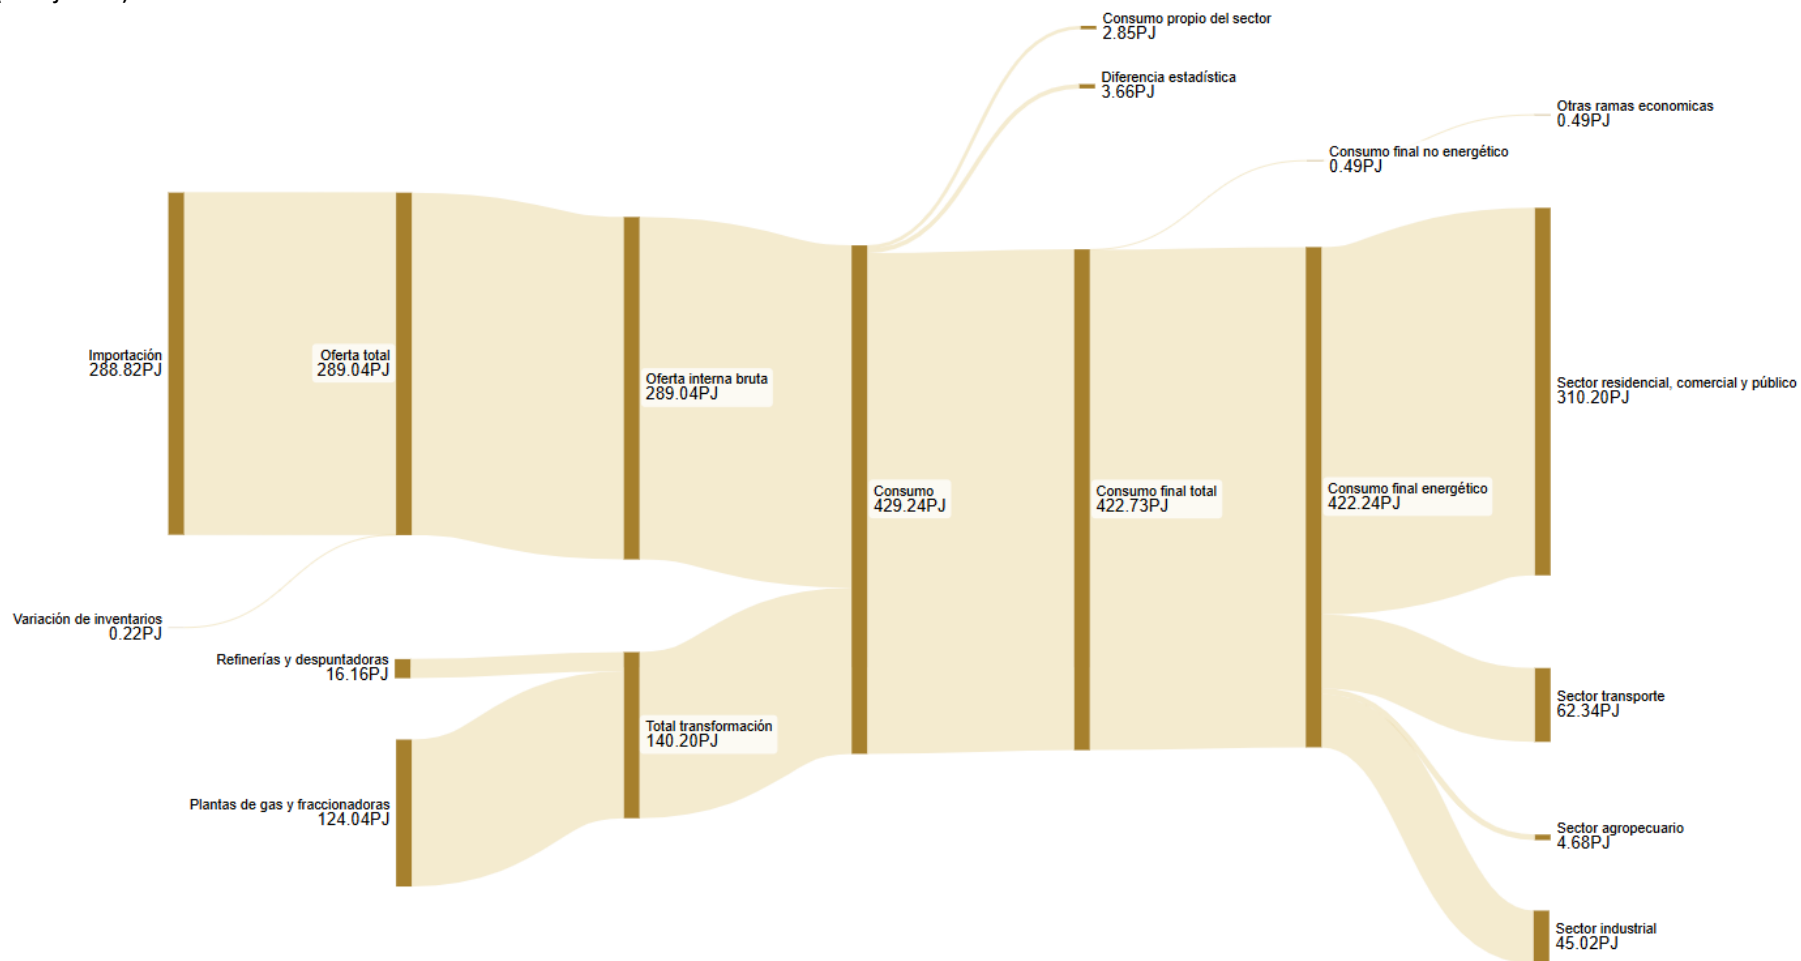 Consumo propio del sector
2.85PJ
Diferencia estadística
3.66PJ
Otras ramas economicas
0.49PJ
Consumo final no energético
0.49PJ
Importación
288.82PJ
Oferta total
289.04PJ
Oferta interna bruta
289.04PJ
Sector residencial, comercial y público
310.20PJ
Consumo
429.24PJ
Consumo final total
422.73PJ
Consumo final energético
422.24PJ
Variación de inventarios
0.22PJ
Refinerías y despuntadoras
16.16PJ
Total transformación
140.20PJ
Sector transporte
62.34PJ
Plantas de gas y fraccionadoras
124.04PJ
Sector agropecuario
4.68PJ
Sector industrial
45.02PJ